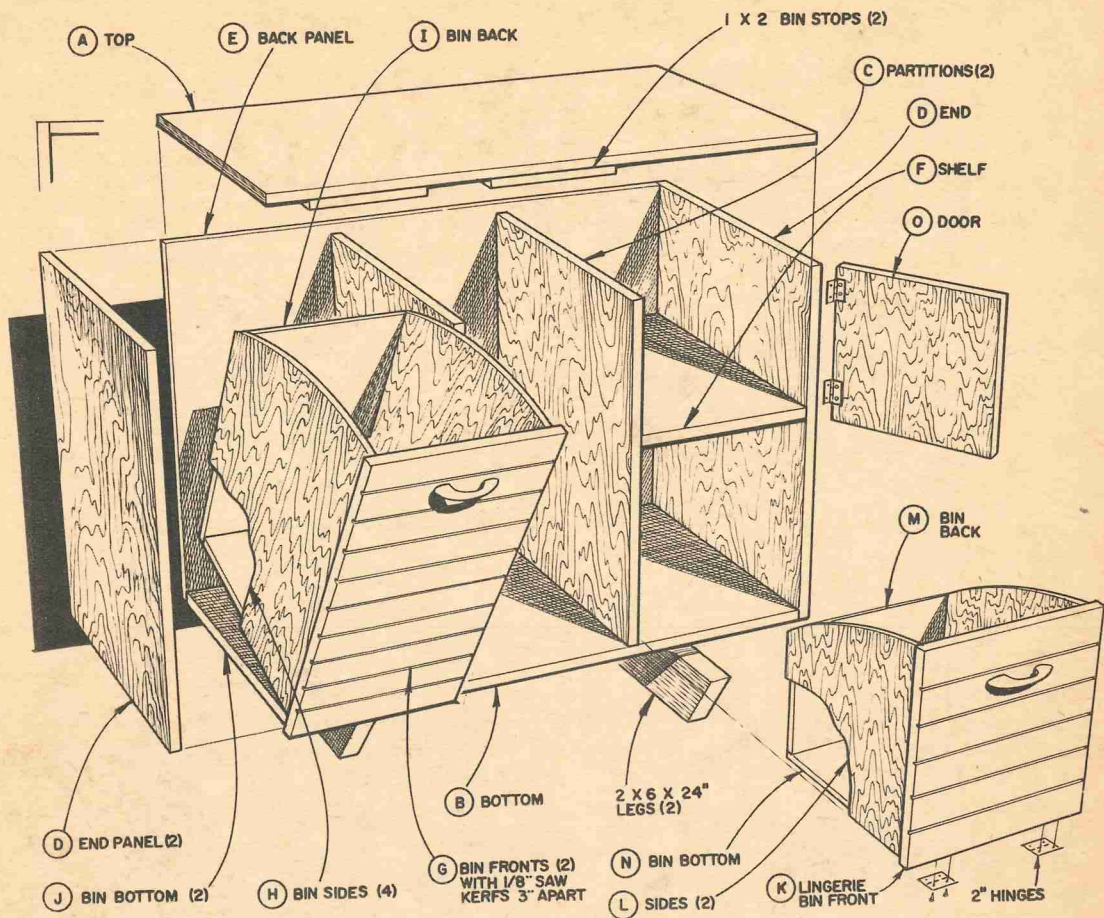 A TOP
E BACK PANEL
I BIN BACK
1 X 2 BIN STOPS (2)
C PARTITIONS (2)
D END
F SHELF
O DOOR
M BIN
BACK
B BOTTOM
2 X 6 X 24"
LEGS (2)
D END PANEL (2)
J BIN BOTTOM (2)
H BIN SIDES (4)
G BIN FRONTS (2)
WITH 1/8" SAW
KERFS 3" APART
N BIN BOTTOM
L SIDES (2)
K LINGERIE
BIN FRONT
2" HINGES